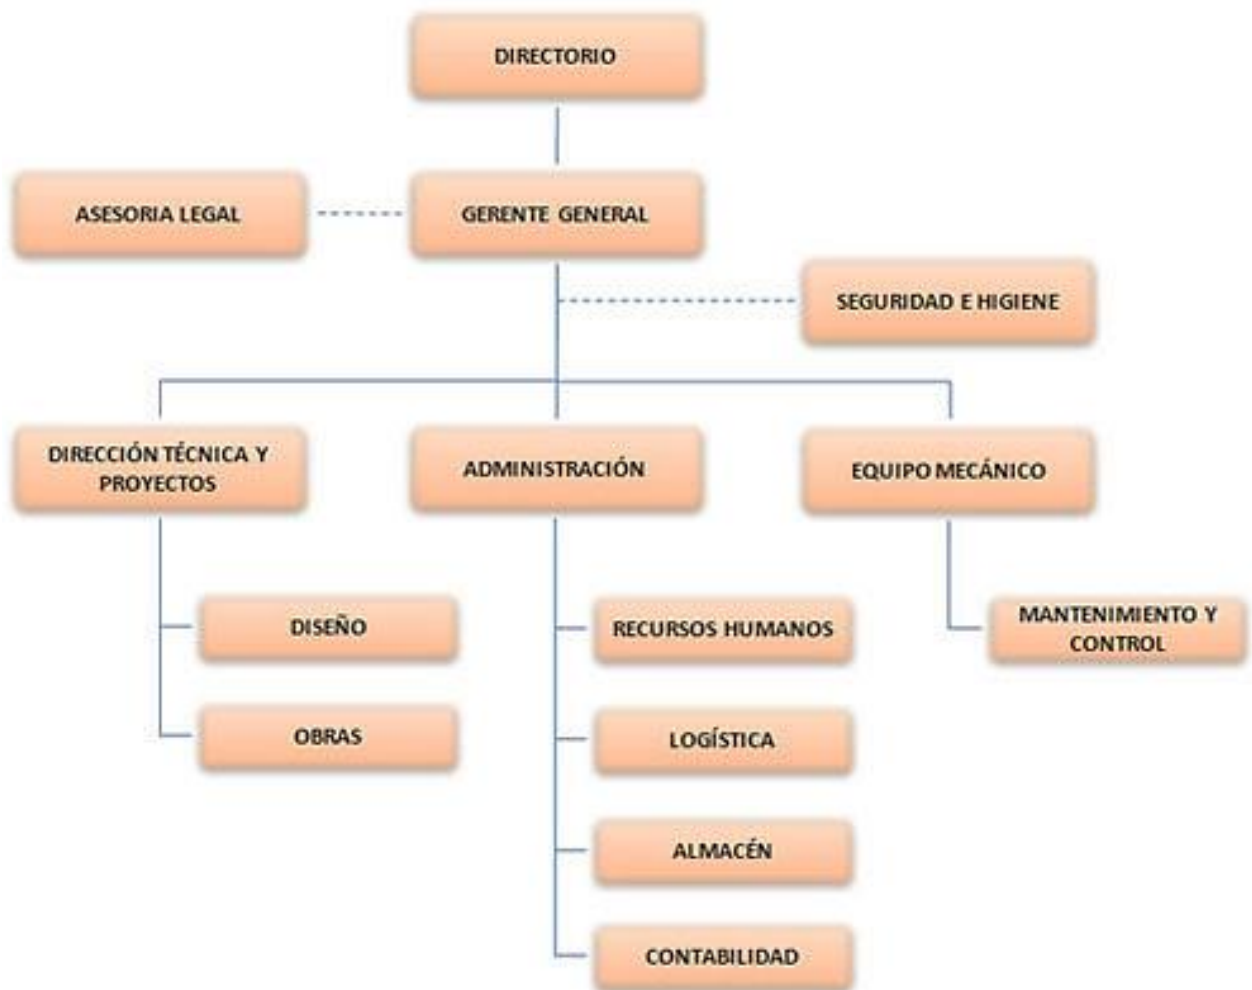 DIRECTORIO
ASESORIA LEGAL
GERENTE GENERAL
SEGURIDAD E HIGIENE
DIRECCIÓN TÉCNICA Y
PROYECTOS
ADMINISTRACIÓN
EQUIPO MECÁNICO
DISEÑO
RECURSOS HUMANOS
MANTENIMIENTO Y
CONTROL
OBRAS
LOGÍSTICA
ALMACÉN
CONTABILIDAD